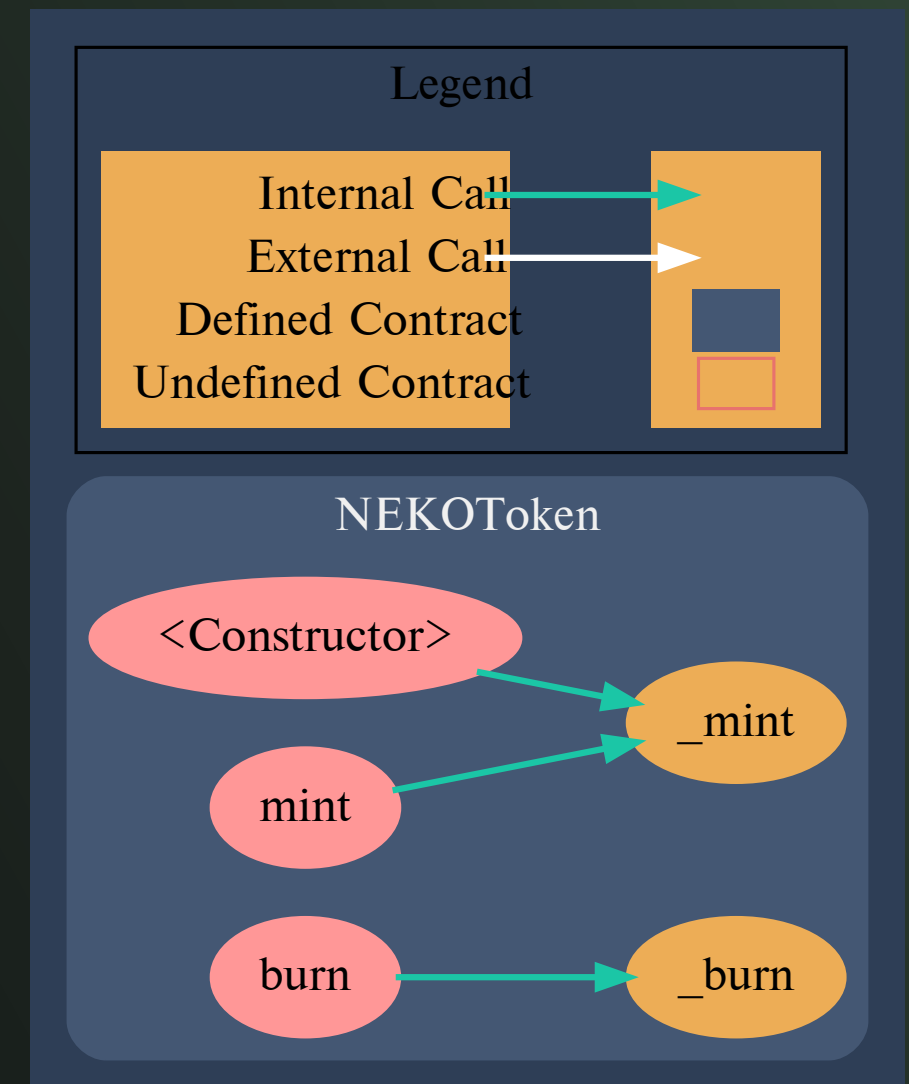 Legend
Internal Call
External Call
Defined Contract
Undefined Contract
NEKOToken
<Constructor>
_mint
mint
burn
_burn